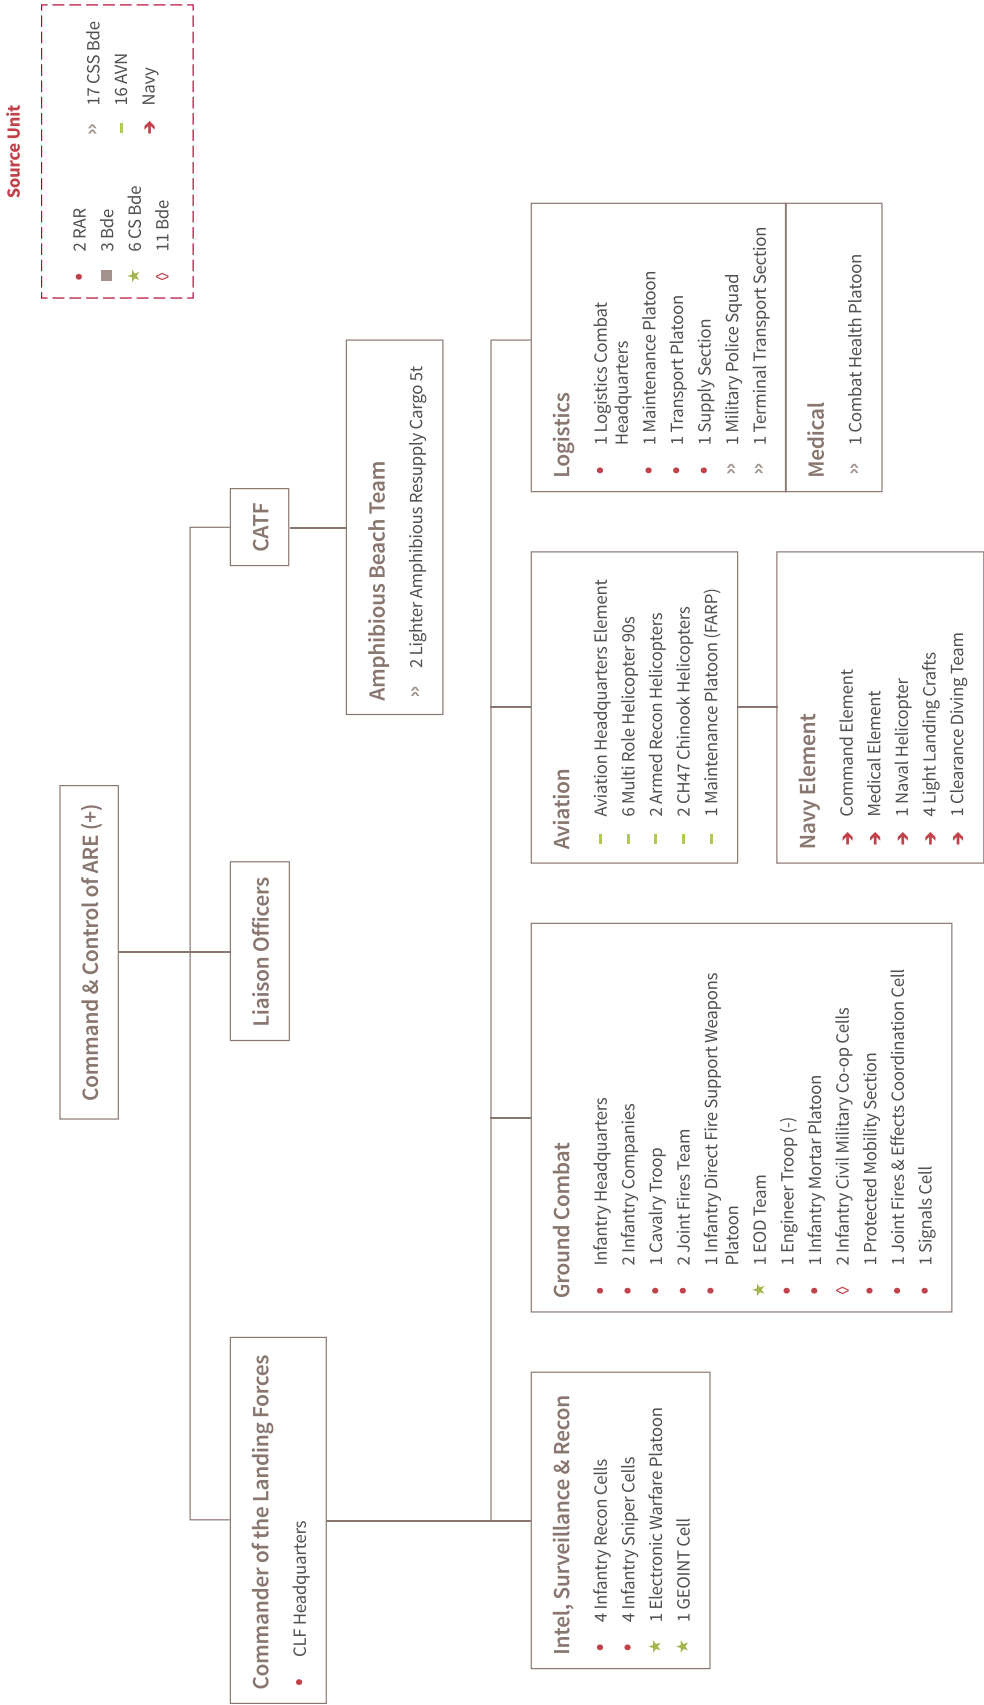 Source Unit
2 RAR
3 Bde
6 CS Bde
11 Bde
17 CSS Bde
16 AVN
Navy
Command & Control of ARE (+)
Commander of the Landing Forces
CLF Headquarters
Liaison Officers
CATF
Amphibious Beach Team
2 Lighter Amphibious Resupply Cargo 5t
Intel, Surveillance & Recon
4 Infantry Recon Cells
4 Infantry Sniper Cells
1 Electronic Warfare Platoon
1 GEOINT Cell
Ground Combat
Infantry Headquarters
2 Infantry Companies
1 Cavalry Troop
2 Joint Fires Team
1 Infantry Direct Fire Support Weapons
Platoon
1 EOD Team
1 Engineer Troop (-)
1 Infantry Mortar Platoon
2 Infantry Civil Military Co-op Cells
1 Protected Mobility Section
1 Joint Fires & Effects Coordination Cell
1 Signals Cell
Aviation
Aviation Headquarters Element
6 Multi Role Helicopter 90s
2 Armed Recon Helicopters
2 CH47 Chinook Helicopters
1 Maintenance Platoon (FARP)
Navy Element
Command Element
Medical Element
1 Naval Helicopter
4 Light Landing Crafts
1 Clearance Diving Team
Logistics
1 Logistics Combat
Headquarters
1 Maintenance Platoon
1 Transport Platoon
1 Supply Section
1 Military Police Squad
1 Terminal Transport Section
Medical
1 Combat Health Platoon